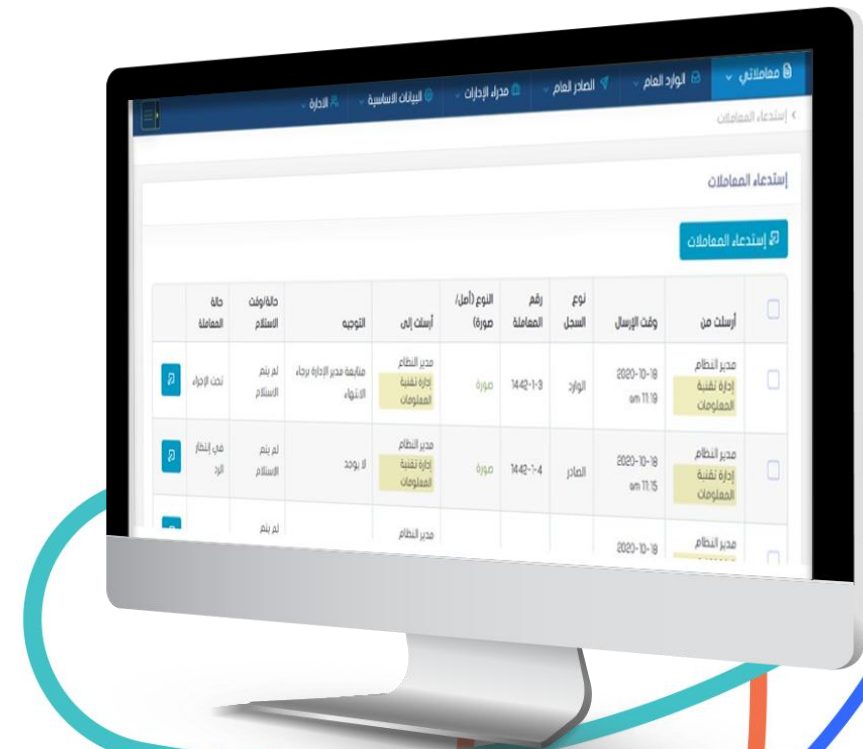 معاملاتي
الوارد العام
الصادر العام
مدراء الإدارات
البيانات الاساسية
الادارة
إستدعاء المعاملات
إستدعاء المعاملات
إستدعاء المعاملات
أرسلت من
وقت الإرسال
نوع
السجل
رقم
المعاملة
النوع (أصل/
صورة)
أرسلت إلى
التوجيه
حالة/وقت
الاستلام
حالة
المعاملة
مدير النظام
إدارة تقنية
المعلومات
2020-10-18
11:19 am
الوارد
1442-1-3
صورة
مدير النظام
إدارة تقنية
المعلومات
متابعة مدير الإدارة برجاء
الانتهاء
لم يتم
الاستلام
تحت الإجراء
مدير النظام
إدارة تقنية
المعلومات
2020-10-18
11:15 am
الصادر
1442-1-4
صورة
مدير النظام
إدارة تقنية
المعلومات
لا يوجد
لم يتم
الاستلام
في إنتظار
الرد
مدير النظام
2020-10-18
مدير النظام
لم يتم